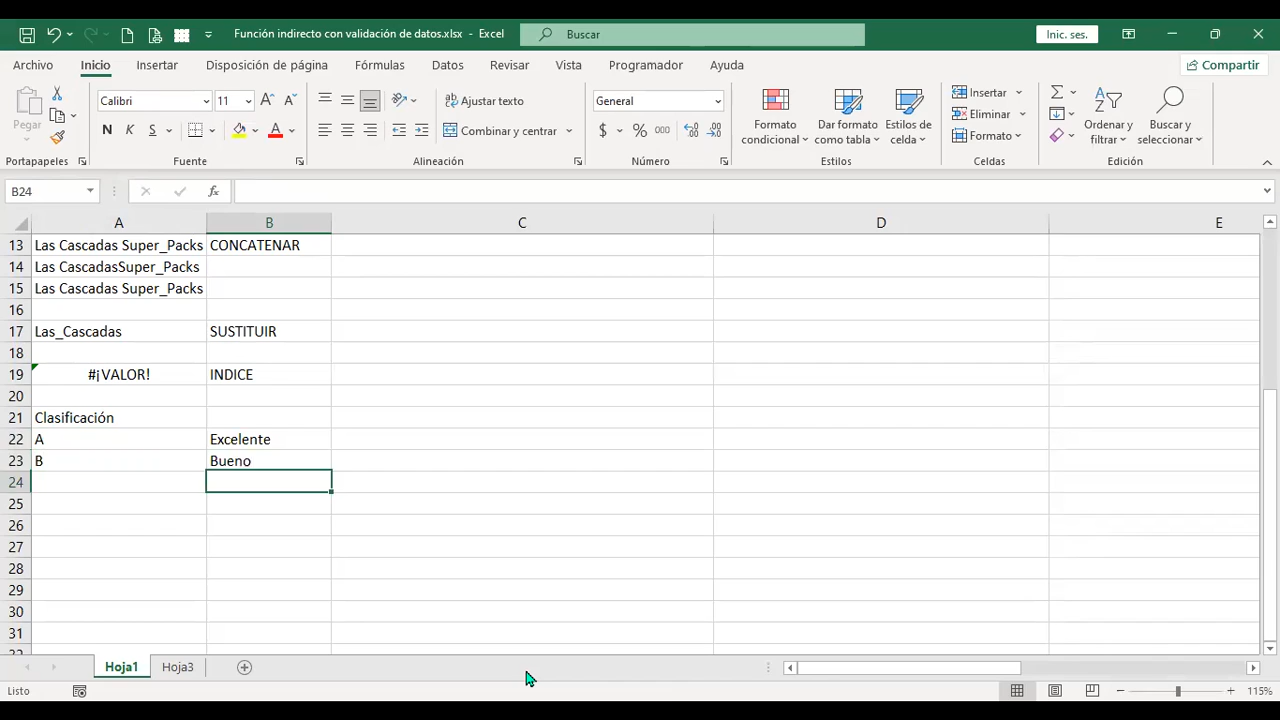 Función indirecto con validación de datos.xlsx - Excel
Buscar
Inic. ses.
Archivo Inicio Insertar Disposición de página Fórmulas Datos Revisar Vista Programador Ayuda Compartir
Pegar
Calibri 11
Ajustar texto
General
Formato condicional
Dar formato como tabla
Estilos de celda
Insertar
Eliminar
Formato
Ordenar y filtrar
Buscar y seleccionar
N K S A
Combinar y centrar
$ % 000
Portapapeles Fuente Alineación Número Estilos Celdas Edición
B24 fx
A B C D E
13 Las Cascadas Super_Packs CONCATENAR
14 Las CascadasSuper_Packs
15 Las Cascadas Super_Packs
16
17 Las_Cascadas SUSTITUIR
18
19 #¡VALOR! INDICE
20
21 Clasificación
22 A Excelente
23 B Bueno
24
25
26
27
28
29
30
31
Hoja1 Hoja3
Listo 115%